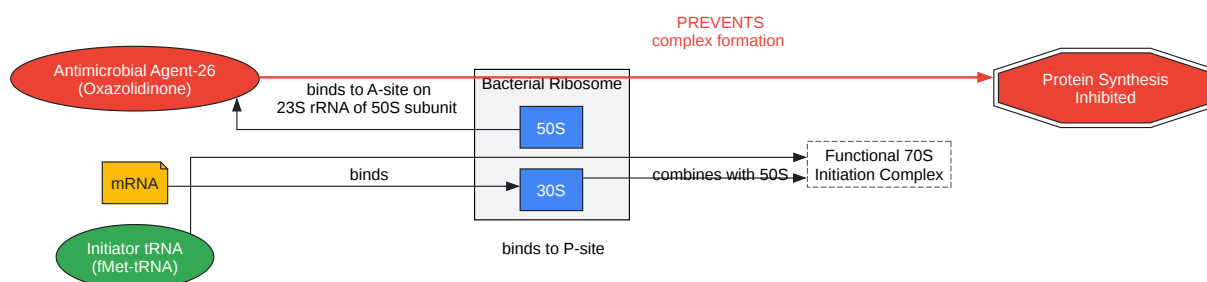 PREVENTS
complex formation
Antimicrobial Agent-26
(Oxazolidinone)
binds to A-site on
23S rRNA of 50S subunit
Bacterial Ribosome
Protein Synthesis
Inhibited
50S
mRNA
binds
30S
combines with 50S
Functional 70S
Initiation Complex
Initiator tRNA
(fMet-tRNA)
binds to P-site